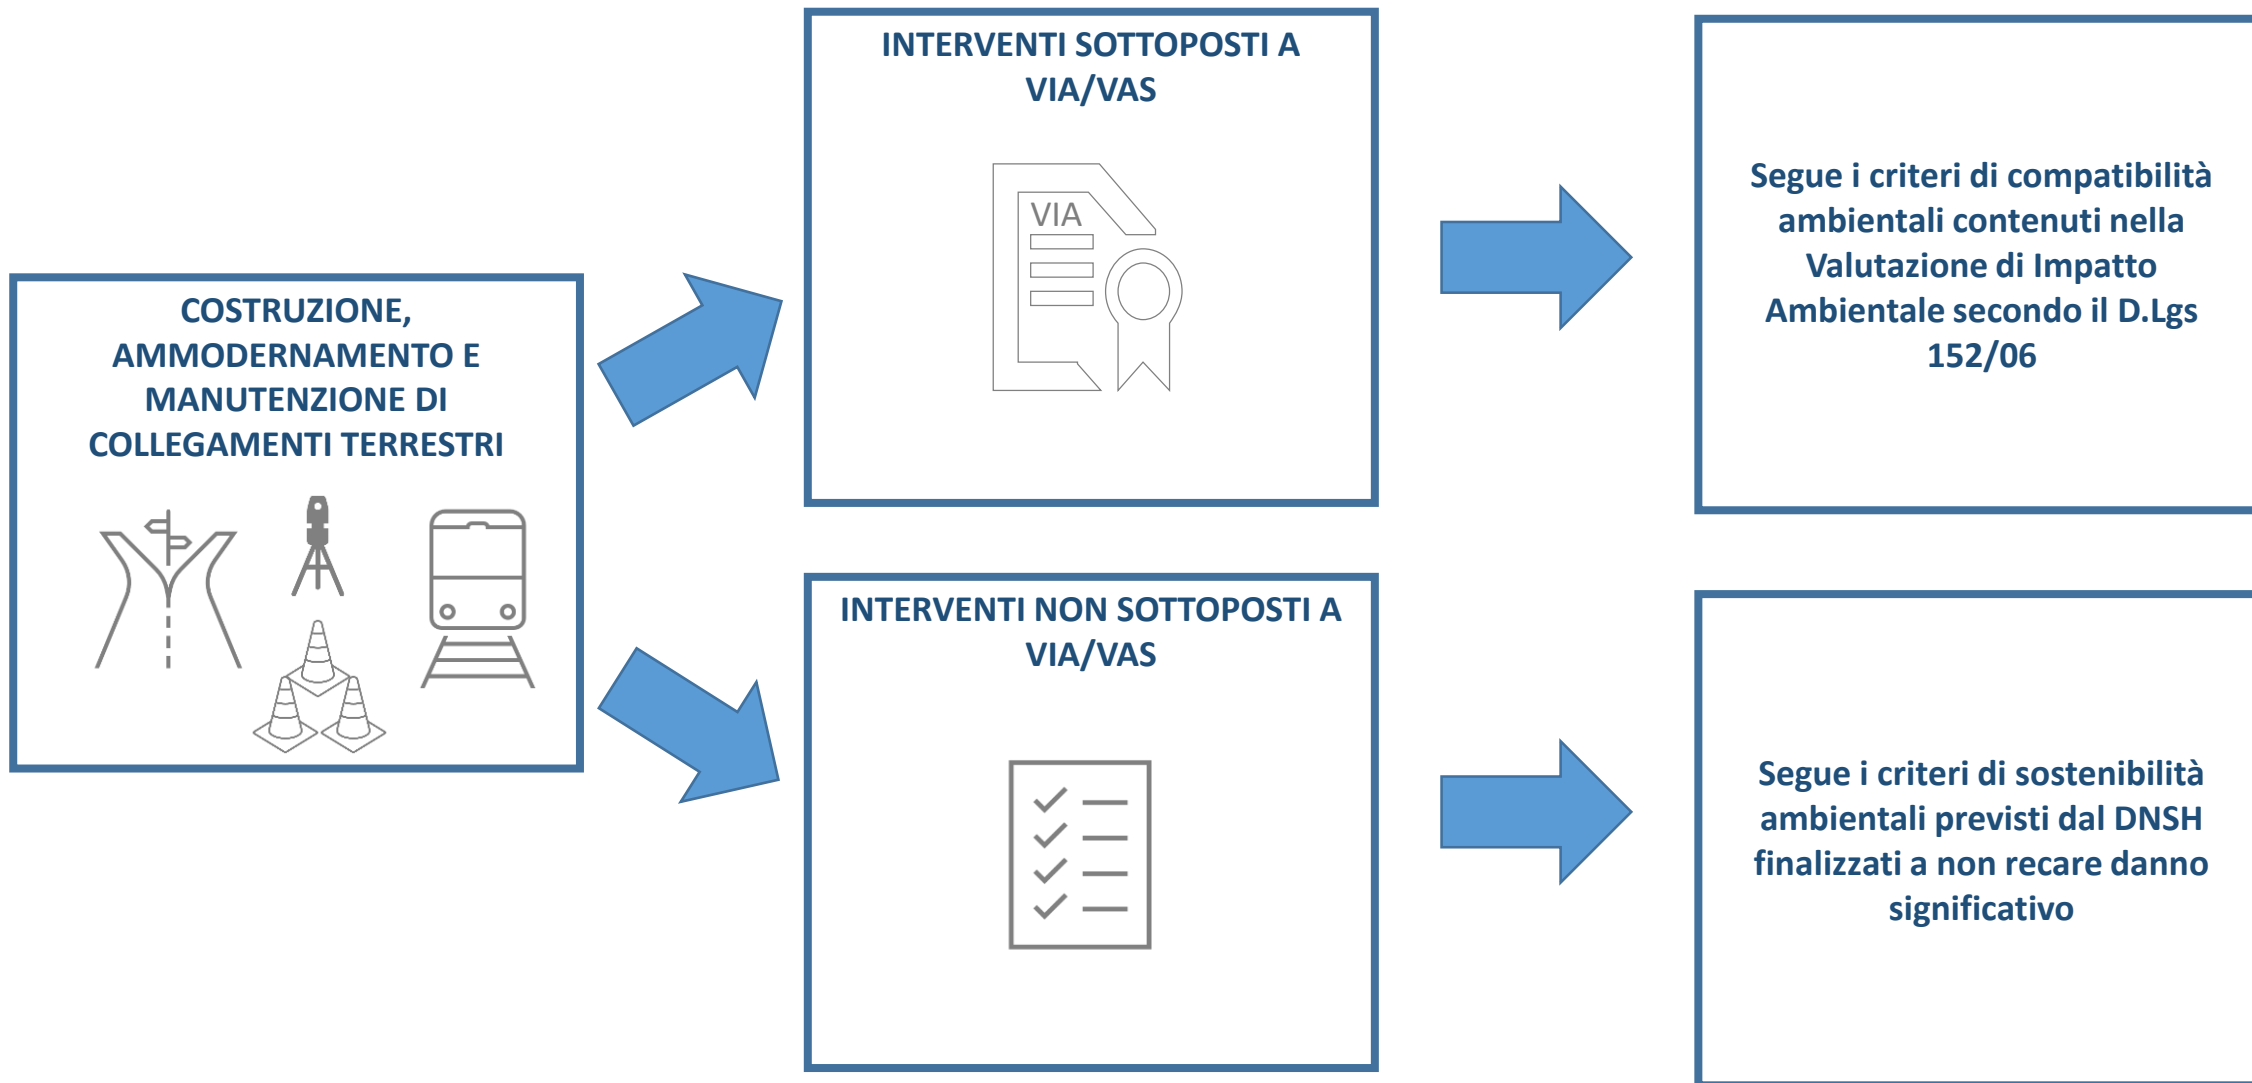 COSTRUZIONE,
AMMODERNAMENTO E
MANUTENZIONE DI
COLLEGAMENTI TERRESTRI
INTERVENTI SOTTOPOSTI A
VIA/VAS
VIA
Segue i criteri di compatibilità
ambientali contenuti nella
Valutazione di Impatto
Ambientale secondo il D.Lgs
152/06
INTERVENTI NON SOTTOPOSTI A
VIA/VAS
Segue i criteri di sostenibilità
ambientali previsti dal DNSH
finalizzati a non recare danno
significativo